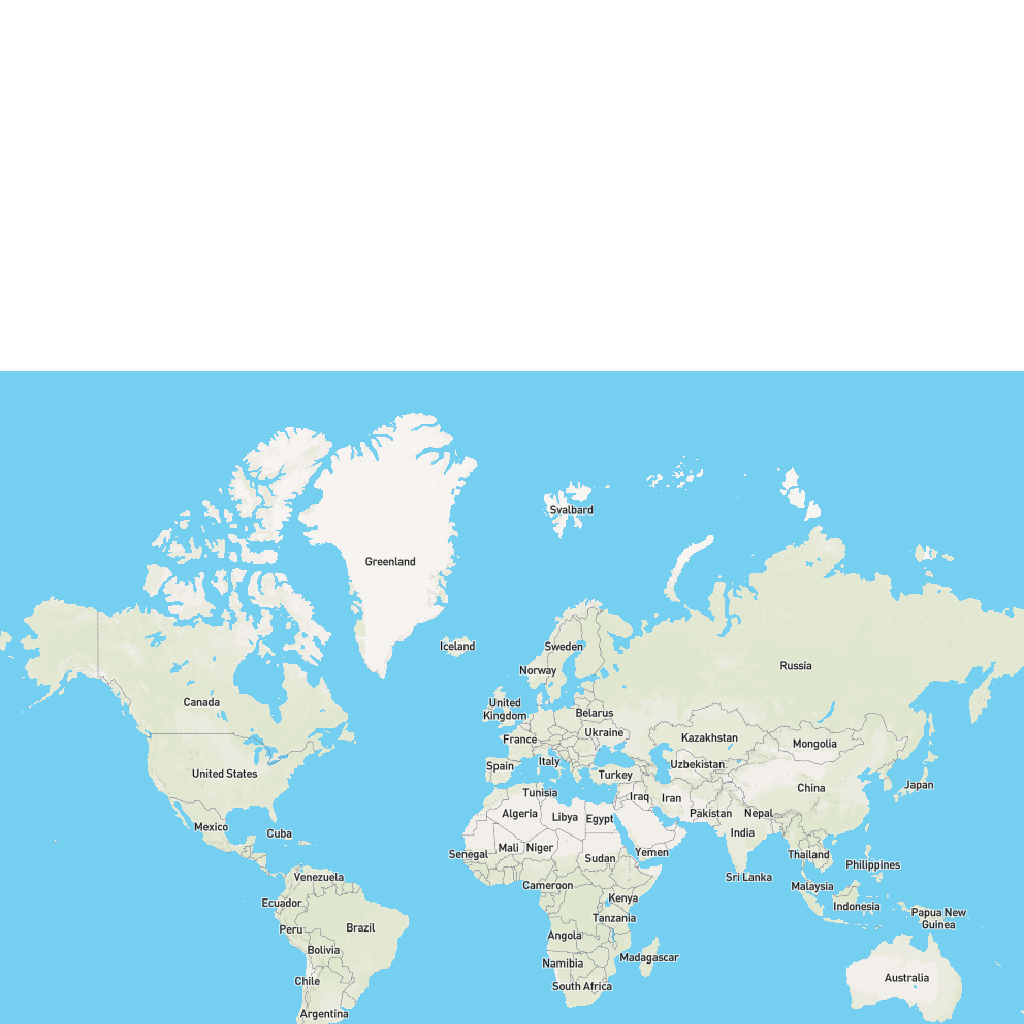 Svalbard
Greenland
Iceland
Sweden
Russia
Norway
Canada
United
Kingdom
Belarus
Ukraine
Kazakhstan
France
Mongolia
Italy
Uzbekistan
Spain
United States
Turkey
China
Japan
Tunisia
Iraq
Iran
Algeria
Libya
Egypt
Pakistan
Nepal
Mexico
Cuba
India
Mali
Niger
Senegal
Yemen
Thailand
Sudan
Philippines
Venezuela
Sri Lanka
Cameroon
Malaysia
Kenya
Ecuador
Indonesia
Papua New
Guinea
Tanzania
Peru
Brazil
Angola
Bolivia
Madagascar
Namibia
Australia
Chile
South Africa
Argentina